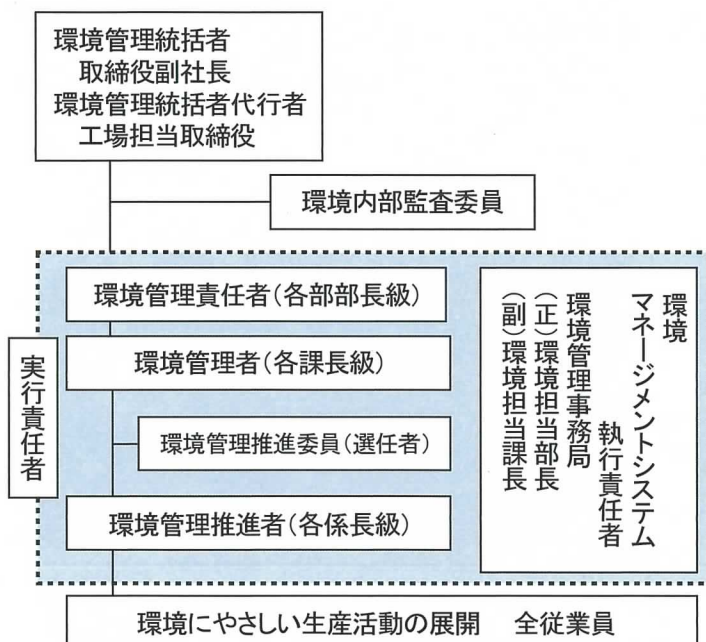 環境管理統括者
取締役副社長
環境管理統括者代行者
工場担当取締役
環境内部監査委員
実行責任者
環境管理責任者(各部部長級)
環境管理者(各課長級)
環境管理推進委員(選任者)
環境管理推進者(各係長級)
環境
マネージメントシステム
執行責任者
環境管理事務局
(正)環境担当部長
(副)環境担当課長
環境にやさしい生産活動の展開 全従業員